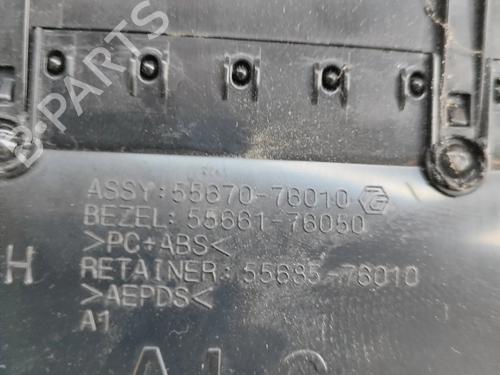 B-PARTS
ASSY:55670-76010
BEZEL:55661-76050
>PC+ABS<
H
RETAINER:55685-76010
>AEPDS<
A1